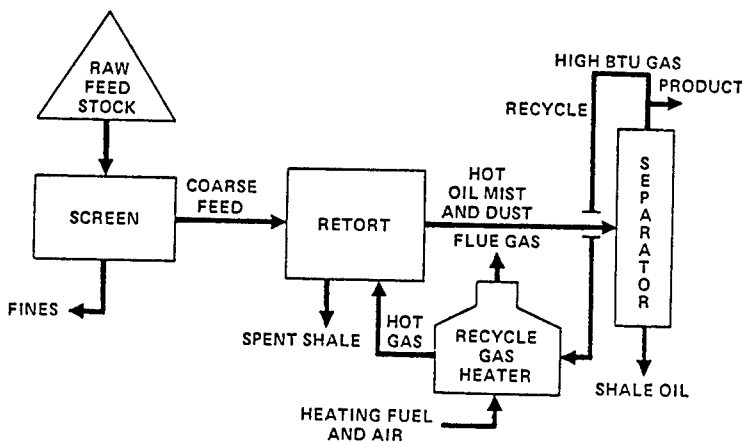 RAW
FEED
STOCK
SCREEN
FINES
COARSE
FEED
RETORT
SPENT SHALE
HOT
GAS
HOT
OIL MIST
AND DUST
FLUE GAS
RECYCLE
GAS
HEATER
HEATING FUEL
AND AIR
HIGH BTU GAS
PRODUCT
RECYCLE
SEPARATOR
SHALE OIL